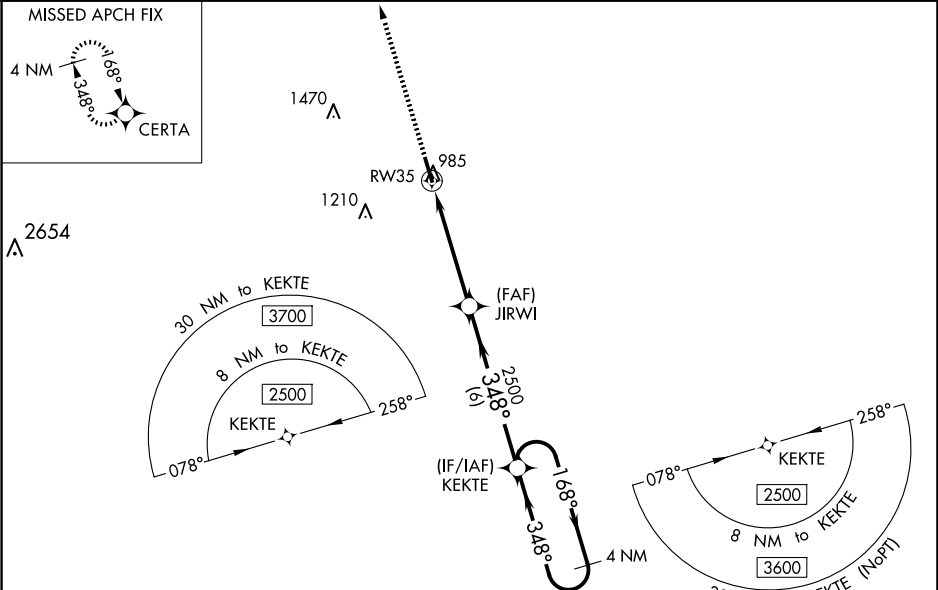 MISSED APCH FIX
4 NM
168°
348°
CERTA
1470
985
RW35
1210
2654
(FAF)
JIRWI
30 NM to KEKTE
3700
8 NM to KEKTE
2500
KEKTE
258°
078°
2500
348°
(6)
(IF/IAF)
KEKTE
168°
348°
4 NM
258°
078°
KEKTE
2500
8 NM to KEKTE
3600
(NoPT)